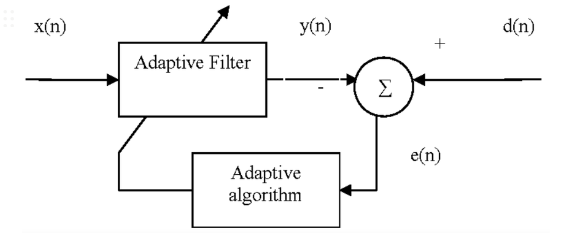 x(n)
y(n)
d(n)
+
Adaptive Filter
-
Σ
e(n)
Adaptive
algorithm